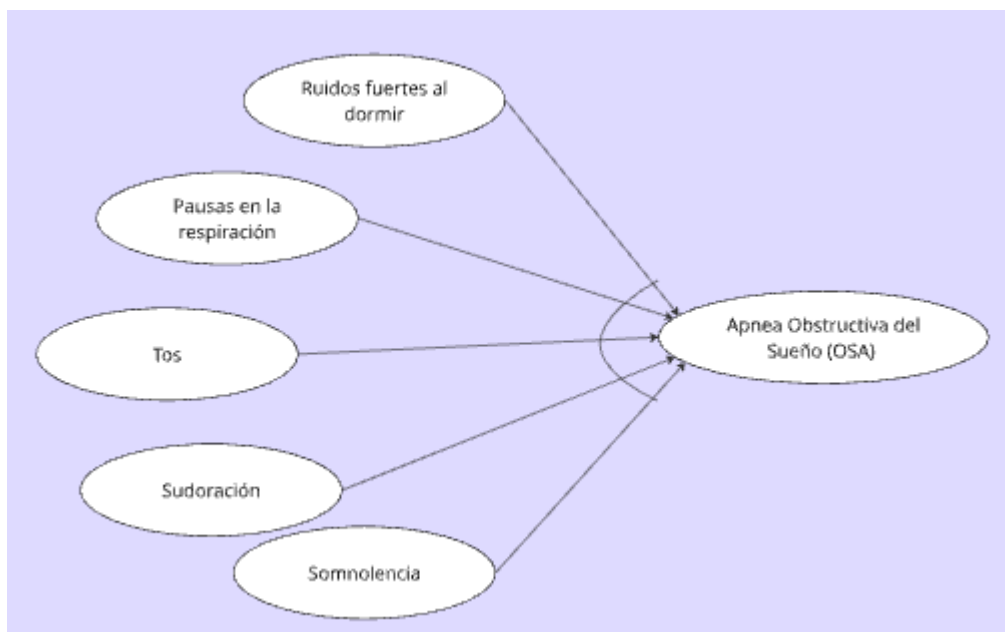 Ruidos fuertes al
dormir
Pausas en la
respiración
Tos
Apnea Obstructiva del
Sueño (OSA)
Sudoración
Somnolencia